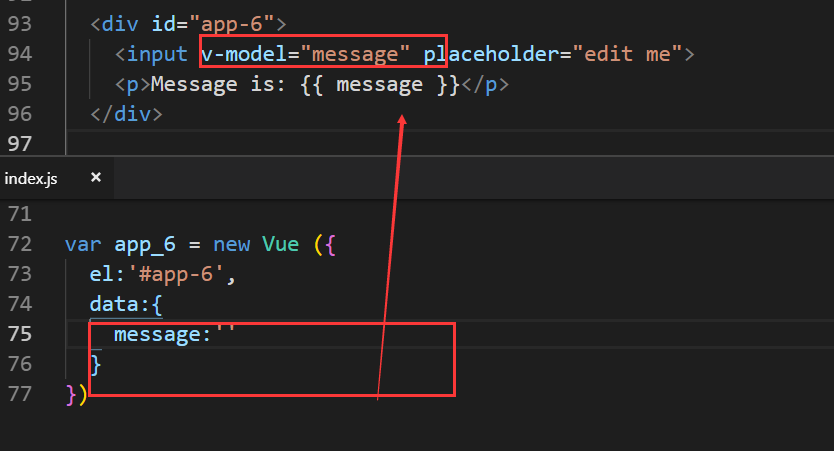 93 <div id="app-6">
94 <input v-model="message" placeholder="edit me">
95 <p>Message is: {{ message }}</p>
96 </div>
97
index.js ×
71
72 var app_6 = new Vue ({
73 el:'#app-6',
74 data:{
75 message:''
76 }
77 })